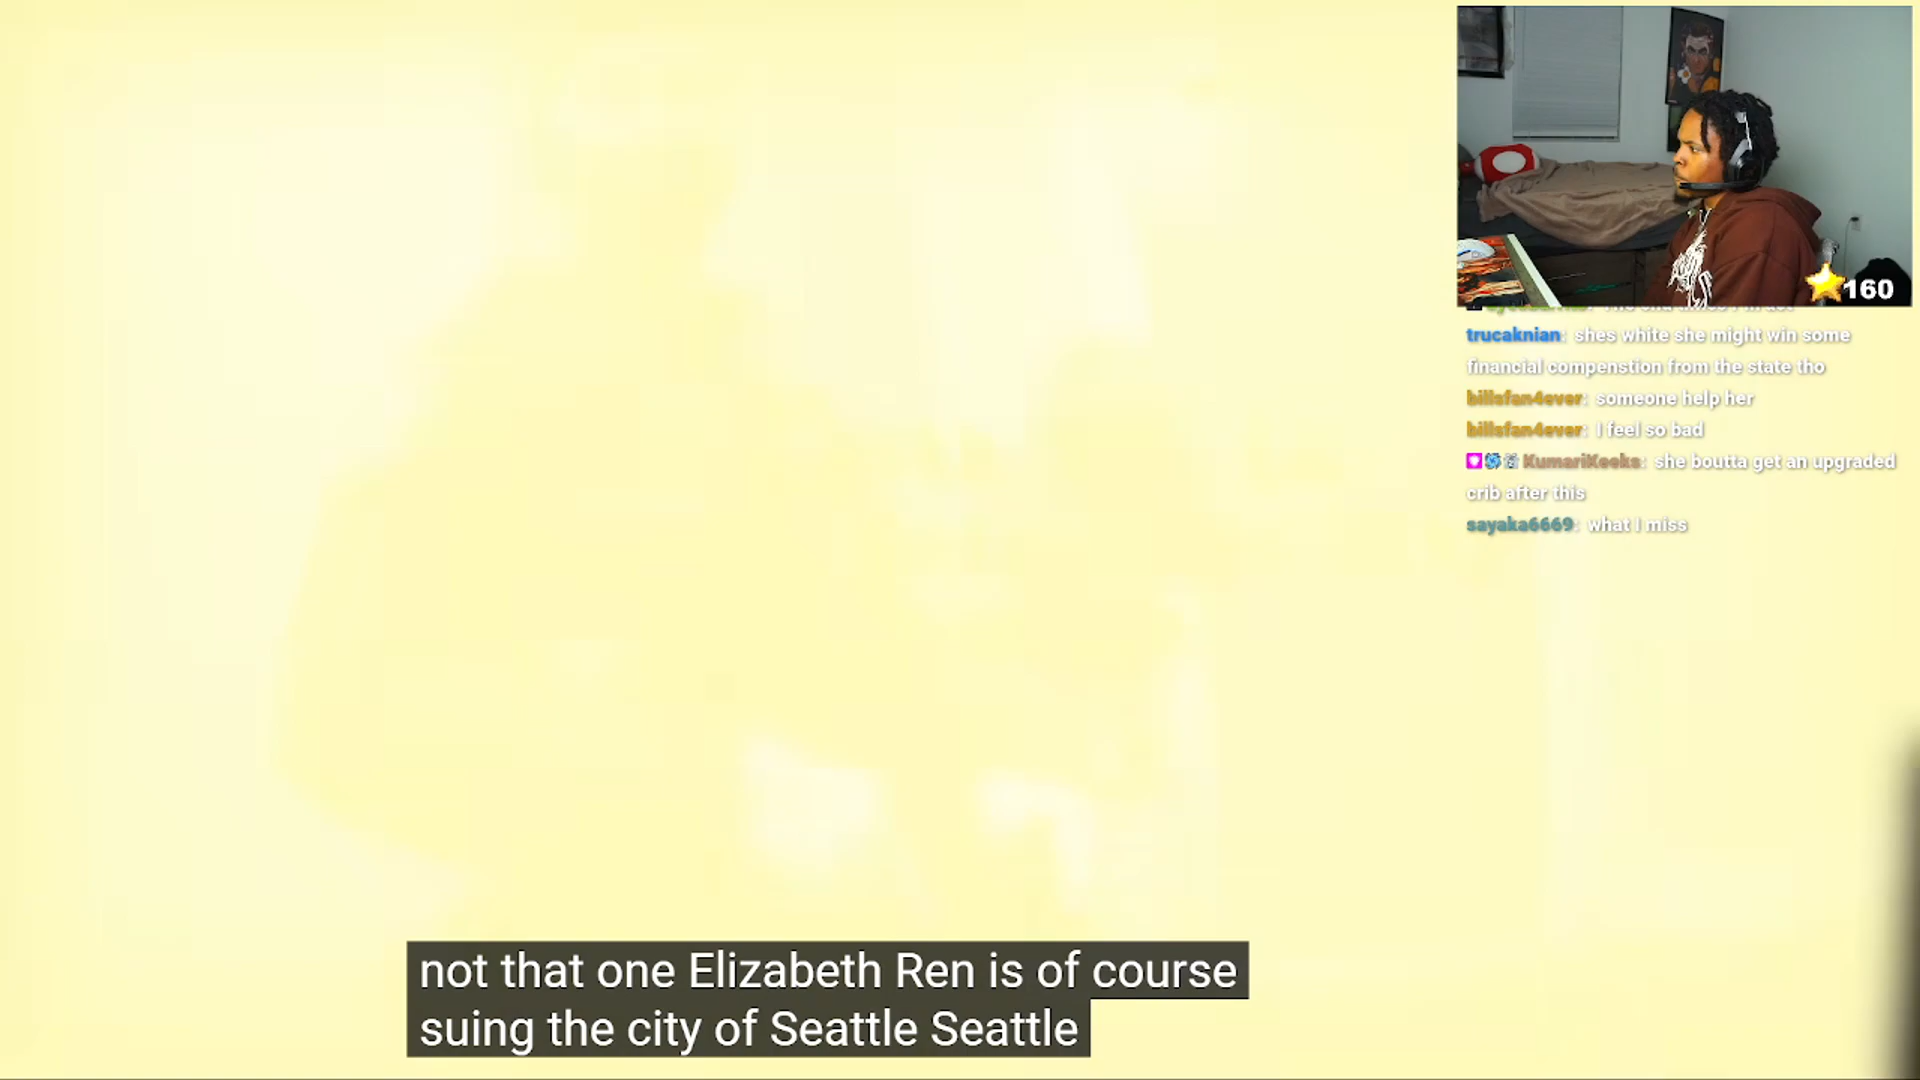 160
trucaknian: shes white she might win some
financial compenstion from the state tho
billsfan4ever: someone help her
billsfan4ever: I feel so bad
KumariKeeks: she boutta get an upgraded
crib after this
sayaka6669: what I miss
not that one Elizabeth Ren is of course
suing the city of Seattle Seattle